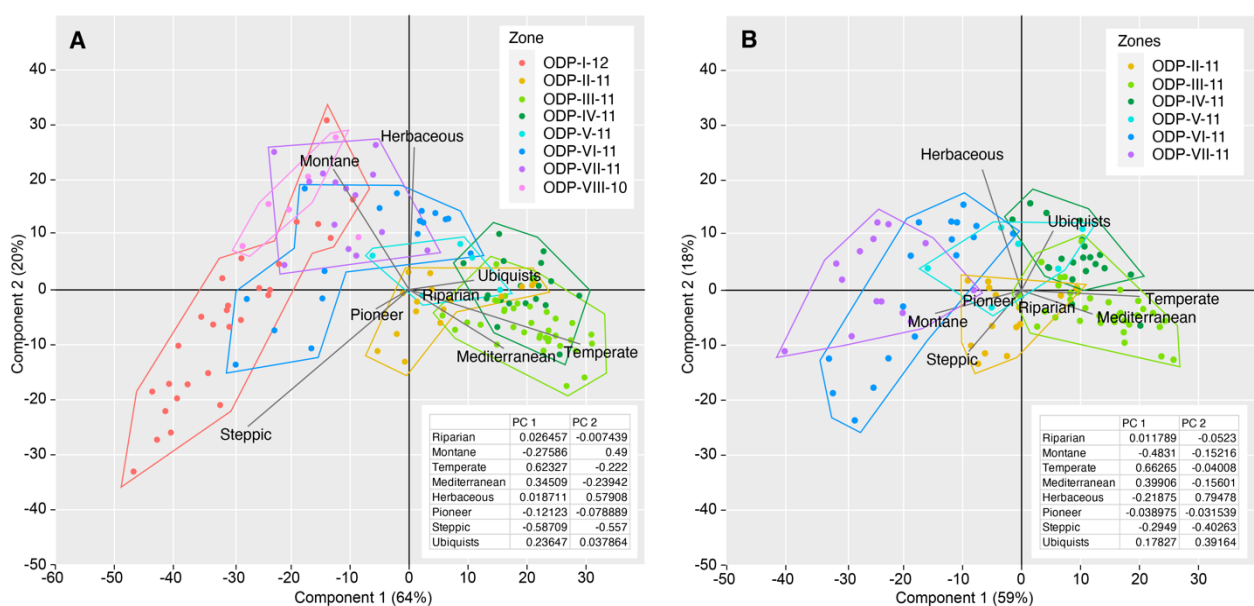 A
Zone
ODP-I-12
ODP-II-11
ODP-III-11
ODP-IV-11
ODP-V-11
ODP-VI-11
ODP-VII-11
ODP-VIII-10
Component 2 (20%)
40
30
20
10
0
-10
-20
-30
-40
-50
Herbaceous
Montane
Ubiquists
Riparian
Pioneer
Mediterranean
Temperate
Steppic
PC 1 PC 2
Riparian 0.026457 -0.007439
Montane -0.27586 0.49
Temperate 0.62327 -0.222
Mediterranean 0.34509 -0.23942
Herbaceous 0.018711 0.57908
Pioneer -0.12123 -0.078889
Steppic -0.58709 -0.557
Ubiquists 0.23647 0.037864
-60 -50 -40 -30 -20 -10 0 10 20 30
Component 1 (64%)
B
Zones
ODP-II-11
ODP-III-11
ODP-IV-11
ODP-V-11
ODP-VI-11
ODP-VII-11
Component 2 (18%)
40
30
20
10
0
-10
-20
-30
-40
-50
Herbaceous
Ubiquists
Pioneer
Riparian
Temperate
Montane
Mediterranean
Steppic
PC 1 PC 2
Riparian 0.011789 -0.0523
Montane -0.4831 -0.15216
Temperate 0.66265 -0.04008
Mediterranean 0.39906 -0.15601
Herbaceous -0.21875 0.79478
Pioneer -0.038975 -0.031539
Steppic -0.2949 -0.40263
Ubiquists 0.17827 0.39164
-50 -40 -30 -20 -10 0 10 20 30
Component 1 (59%)